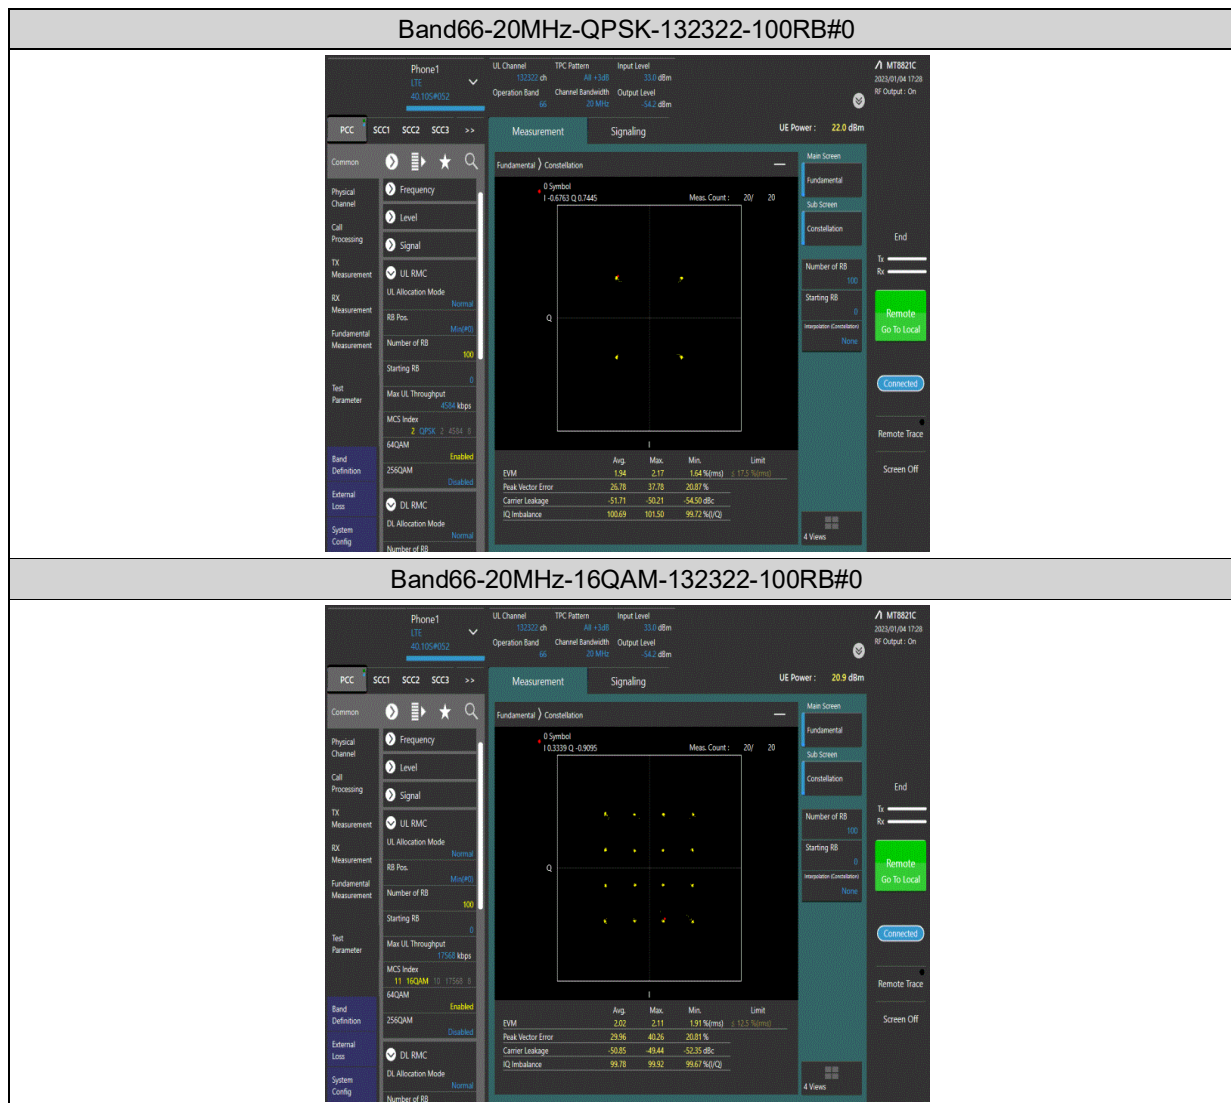 Band66-20MHz-QPSK-132322-100RB#0
Phone1
LTE
40.10S#052
UL Channel TPC Pattern Input Level
132322 ch All +3dB 33.0 dBm
Operation Band Channel Bandwidth Output Level
66 20 MHz -54.2 dBm
MT8821C
2023/01/04 17:28
RF Output : On
PCC SCC1 SCC2 SCC3 >>
Measurement Signaling
UE Power : 22.0 dBm
Common
Physical Channel
Call Processing
TX Measurement
RX Measurement
Fundamental Measurement
Test Parameter
Band Definition
External Loss
System Config
Frequency
Level
Signal
UL RMC
UL Allocation Mode
Normal
RB Pos.
Min(#0)
Number of RB
100
Starting RB
0
Max UL Throughput
4584 kbps
MCS Index
2 QPSK 2 4584 8
64QAM
Enabled
256QAM
Disabled
DL RMC
DL Allocation Mode
Normal
Number of RB
Fundamental Constellation
0 Symbol
I -0.6763 Q 0.7445
Meas. Count : 20/ 20
Q
I
Avg. Max. Min. Limit
EVM 1.94 2.17 1.64 %(rms) ≤ 17.5 %(rms)
Peak Vector Error 26.78 37.78 20.87 %
Carrier Leakage -51.71 -50.21 -54.50 dBc
IQ Imbalance 100.69 101.50 99.72 %(I/Q)
Main Screen
Fundamental
Sub Screen
Constellation
Number of RB
100
Starting RB
0
Interpolation (Constellation)
None
4 Views
End
Tx
Rx
Remote
Go To Local
Connected
Remote Trace
Screen Off
Band66-20MHz-16QAM-132322-100RB#0
Phone1
LTE
40.10S#052
UL Channel TPC Pattern Input Level
132322 ch All +3dB 33.0 dBm
Operation Band Channel Bandwidth Output Level
66 20 MHz -54.2 dBm
MT8821C
2023/01/04 17:28
RF Output : On
PCC SCC1 SCC2 SCC3 >>
Measurement Signaling
UE Power : 20.9 dBm
Common
Physical Channel
Call Processing
TX Measurement
RX Measurement
Fundamental Measurement
Test Parameter
Band Definition
External Loss
System Config
Frequency
Level
Signal
UL RMC
UL Allocation Mode
Normal
RB Pos.
Min(#0)
Number of RB
100
Starting RB
0
Max UL Throughput
17568 kbps
MCS Index
11 16QAM 10 17568 8
64QAM
Enabled
256QAM
Disabled
DL RMC
DL Allocation Mode
Normal
Number of RB
Fundamental Constellation
0 Symbol
I 0.3339 Q -0.9095
Meas. Count : 20/ 20
Q
I
Avg. Max. Min. Limit
EVM 2.02 2.11 1.91 %(rms) ≤ 12.5 %(rms)
Peak Vector Error 29.96 40.26 20.81 %
Carrier Leakage -50.85 -49.44 -52.35 dBc
IQ Imbalance 99.78 99.92 99.67 %(I/Q)
Main Screen
Fundamental
Sub Screen
Constellation
Number of RB
100
Starting RB
0
Interpolation (Constellation)
None
4 Views
End
Tx
Rx
Remote
Go To Local
Connected
Remote Trace
Screen Off